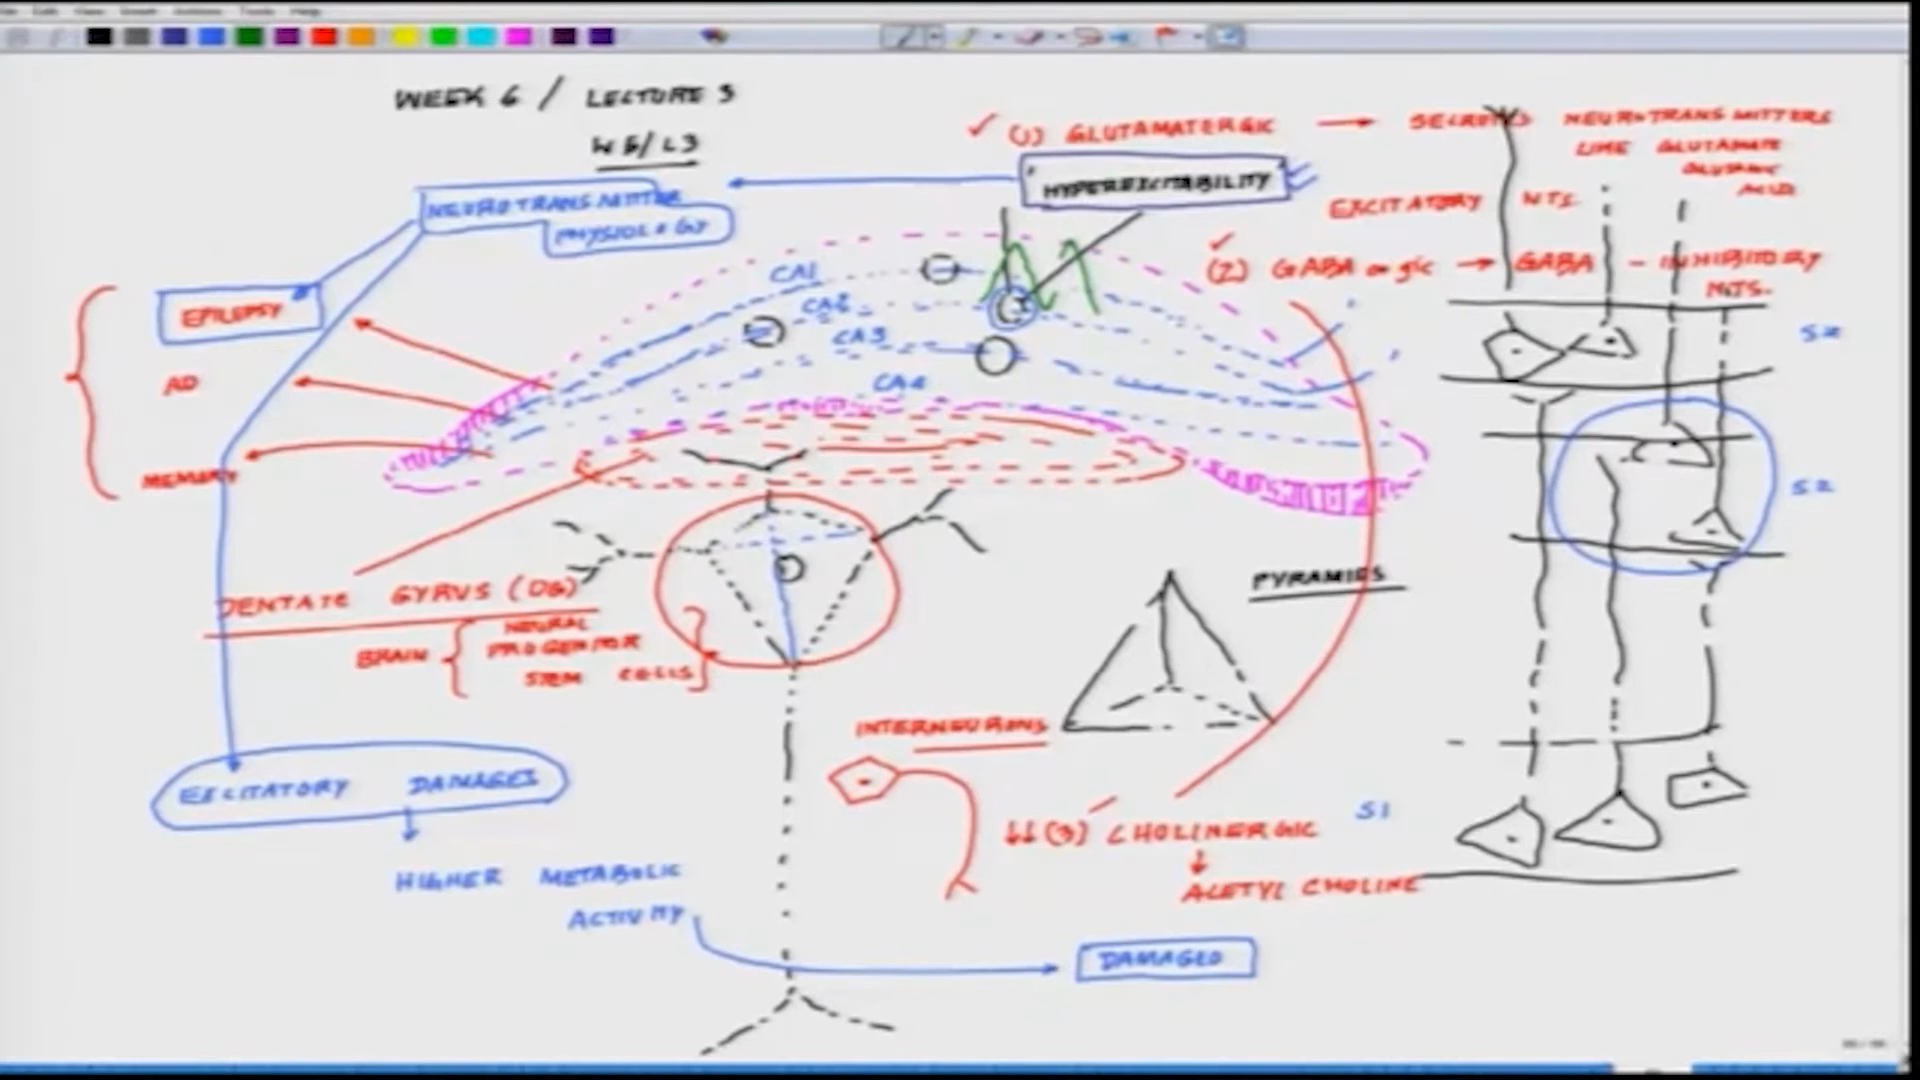 WEEK 6 / LECTURE 3
W6/L3
✓ (1) GLUTAMATERGIC → SECRETES NEUROTRANSMITTERS
LIKE GLUTAMATE
GLUTAMIC
ACID
HYPEREXCITABILITY
EXCITATORY NTS.
NEUROTRANSMITTER
PHYSIOLOGY
✓
(2) GABA ergic → GABA - INHIBITORY
NTS.
CA1
CA2
CA3
CA4
EPILEPSY
AD
MEMORY
S2
S2
DENTATE GYRUS (DG)
BRAIN { NEURAL
PROGENITOR
STEM CELLS }
PYRAMIDS
INTERNEURONS
EXCITATORY DAMAGES
↓↓(3) CHOLINERGIC
S1
ACETYL CHOLINE
HIGHER METABOLIC
ACTIVITY
DAMAGED